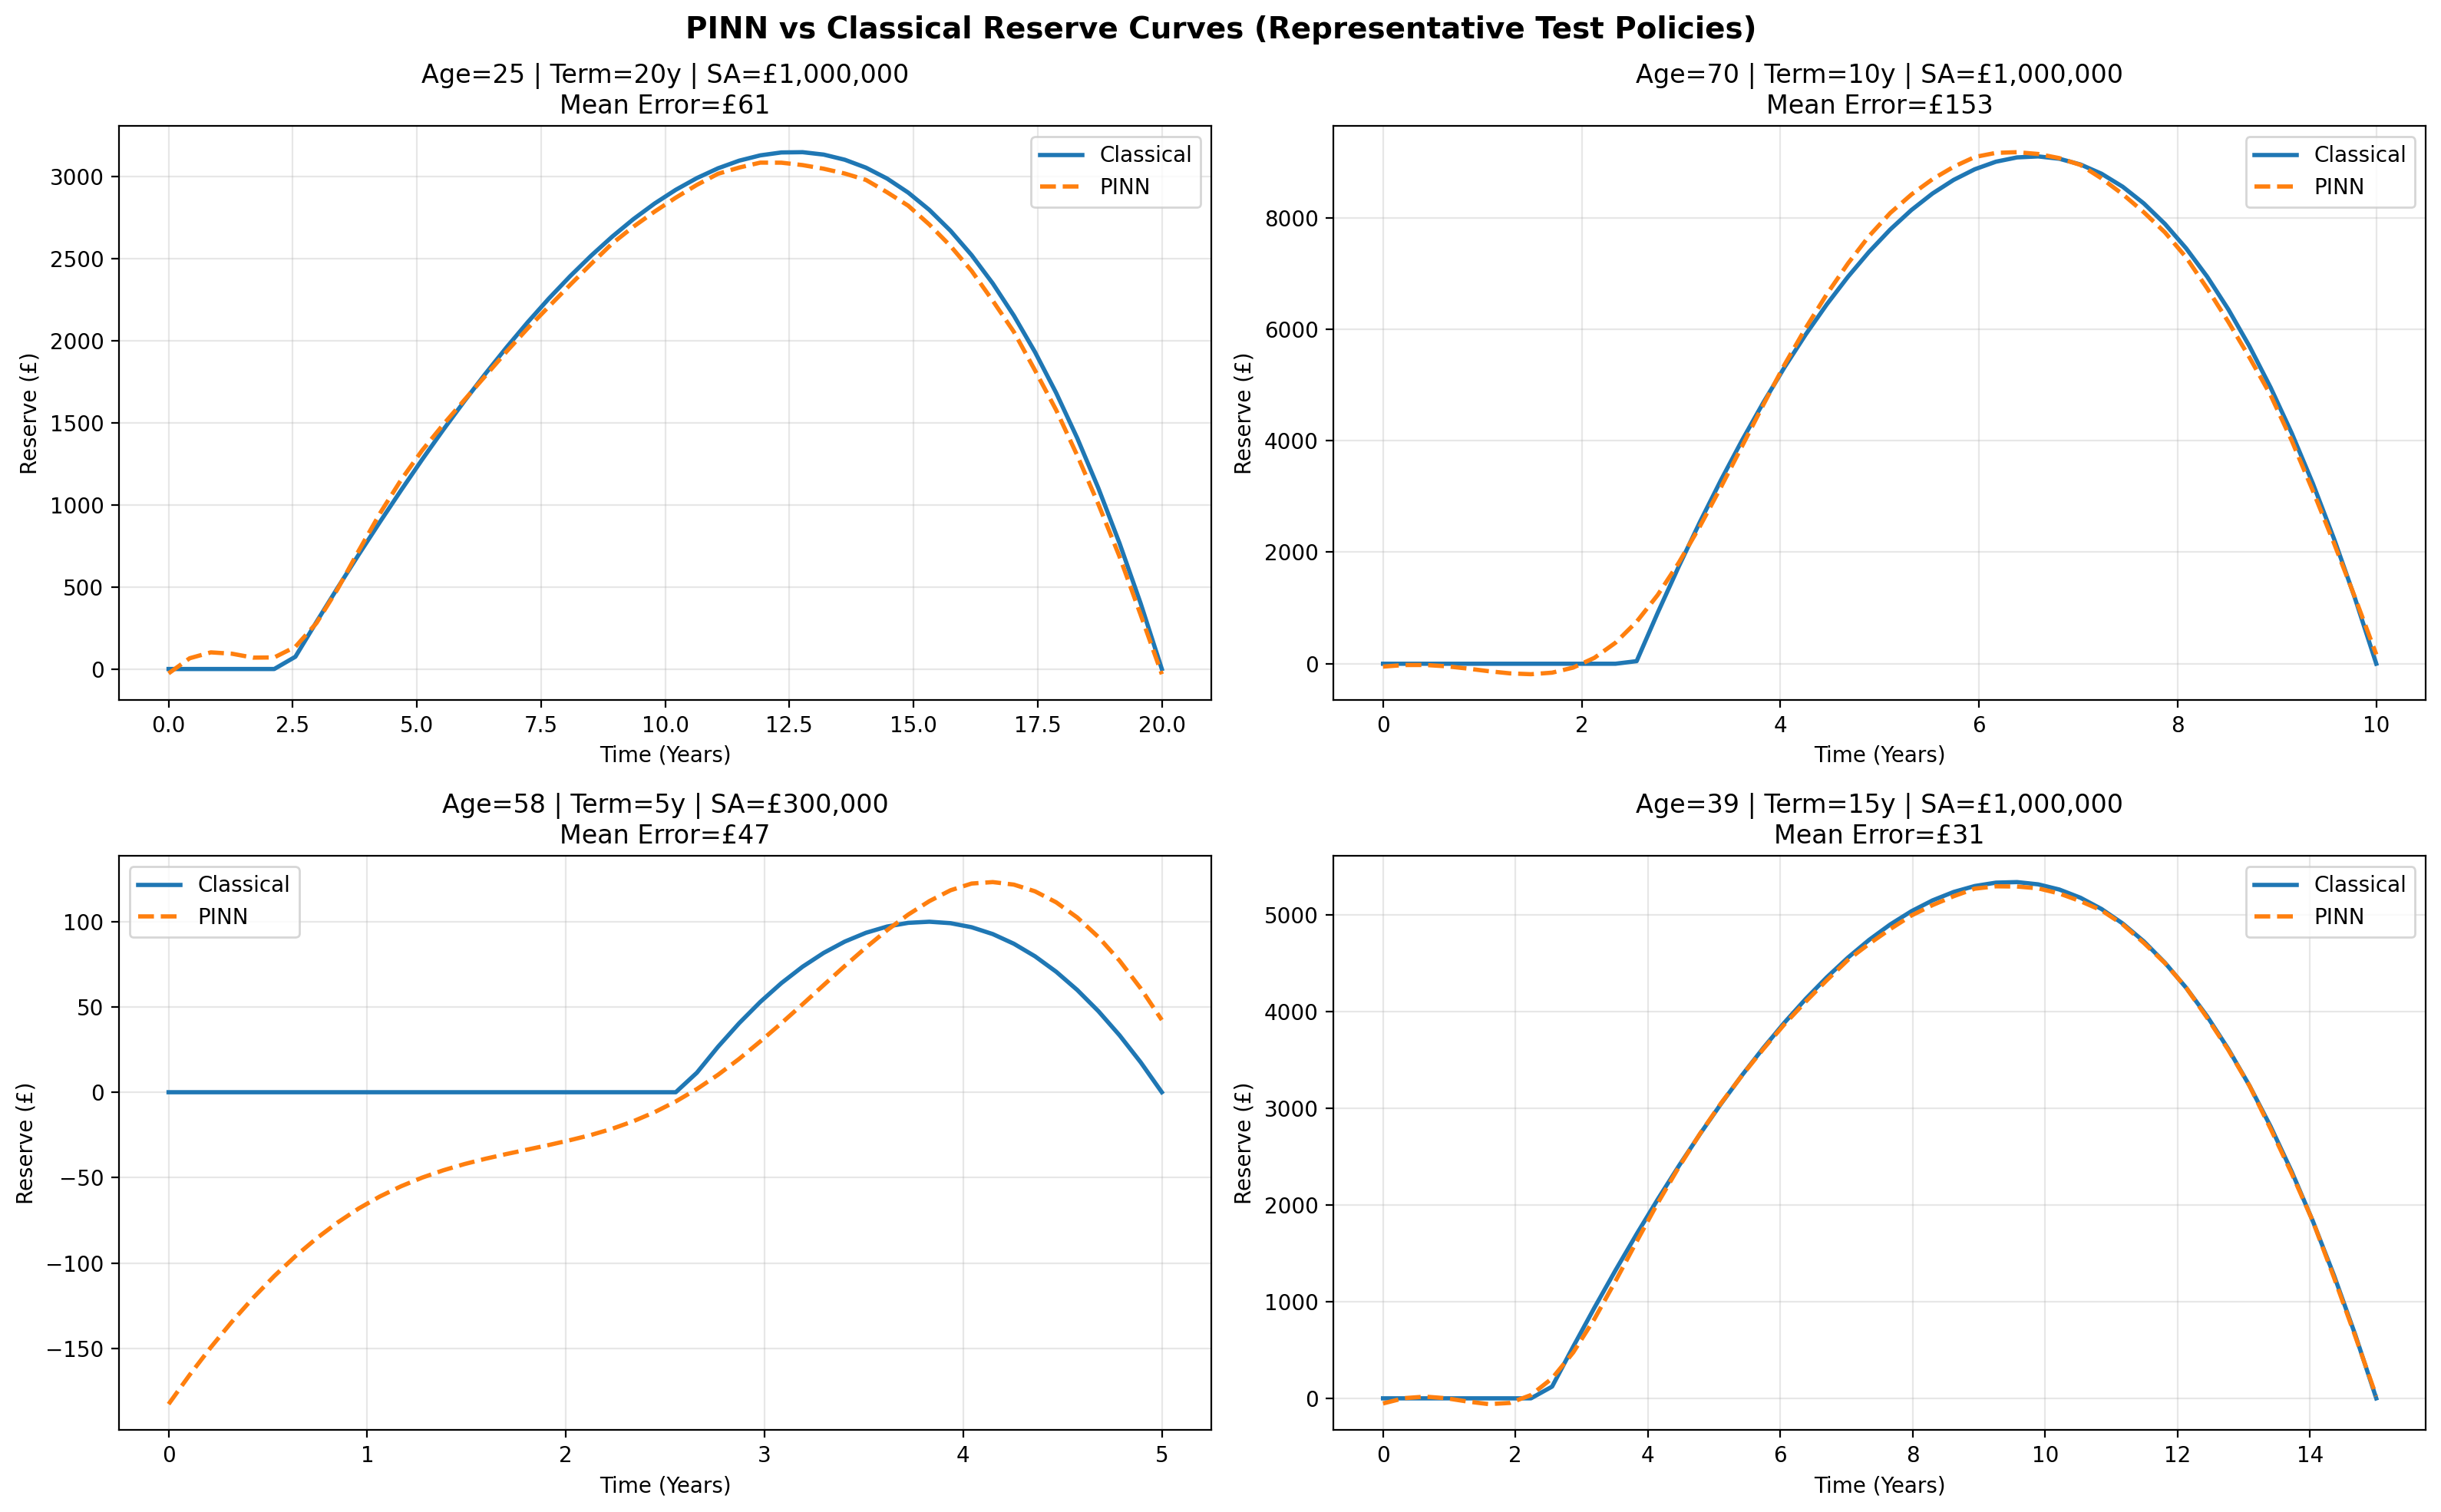 PINN vs Classical Reserve Curves (Representative Test Policies)
Age=25 | Term=20y | SA=£1,000,000
Mean Error=£61
Classical
PINN
Reserve (£)
3000
2500
2000
1500
1000
500
0
0.0 2.5 5.0 7.5 10.0 12.5 15.0 17.5 20.0
Time (Years)
Age=70 | Term=10y | SA=£1,000,000
Mean Error=£153
Classical
PINN
Reserve (£)
8000
6000
4000
2000
0
0 2 4 6 8 10
Time (Years)
Age=58 | Term=5y | SA=£300,000
Mean Error=£47
Classical
PINN
Reserve (£)
100
50
0
−50
−100
−150
0 1 2 3 4 5
Time (Years)
Age=39 | Term=15y | SA=£1,000,000
Mean Error=£31
Classical
PINN
Reserve (£)
5000
4000
3000
2000
1000
0
0 2 4 6 8 10 12 14
Time (Years)